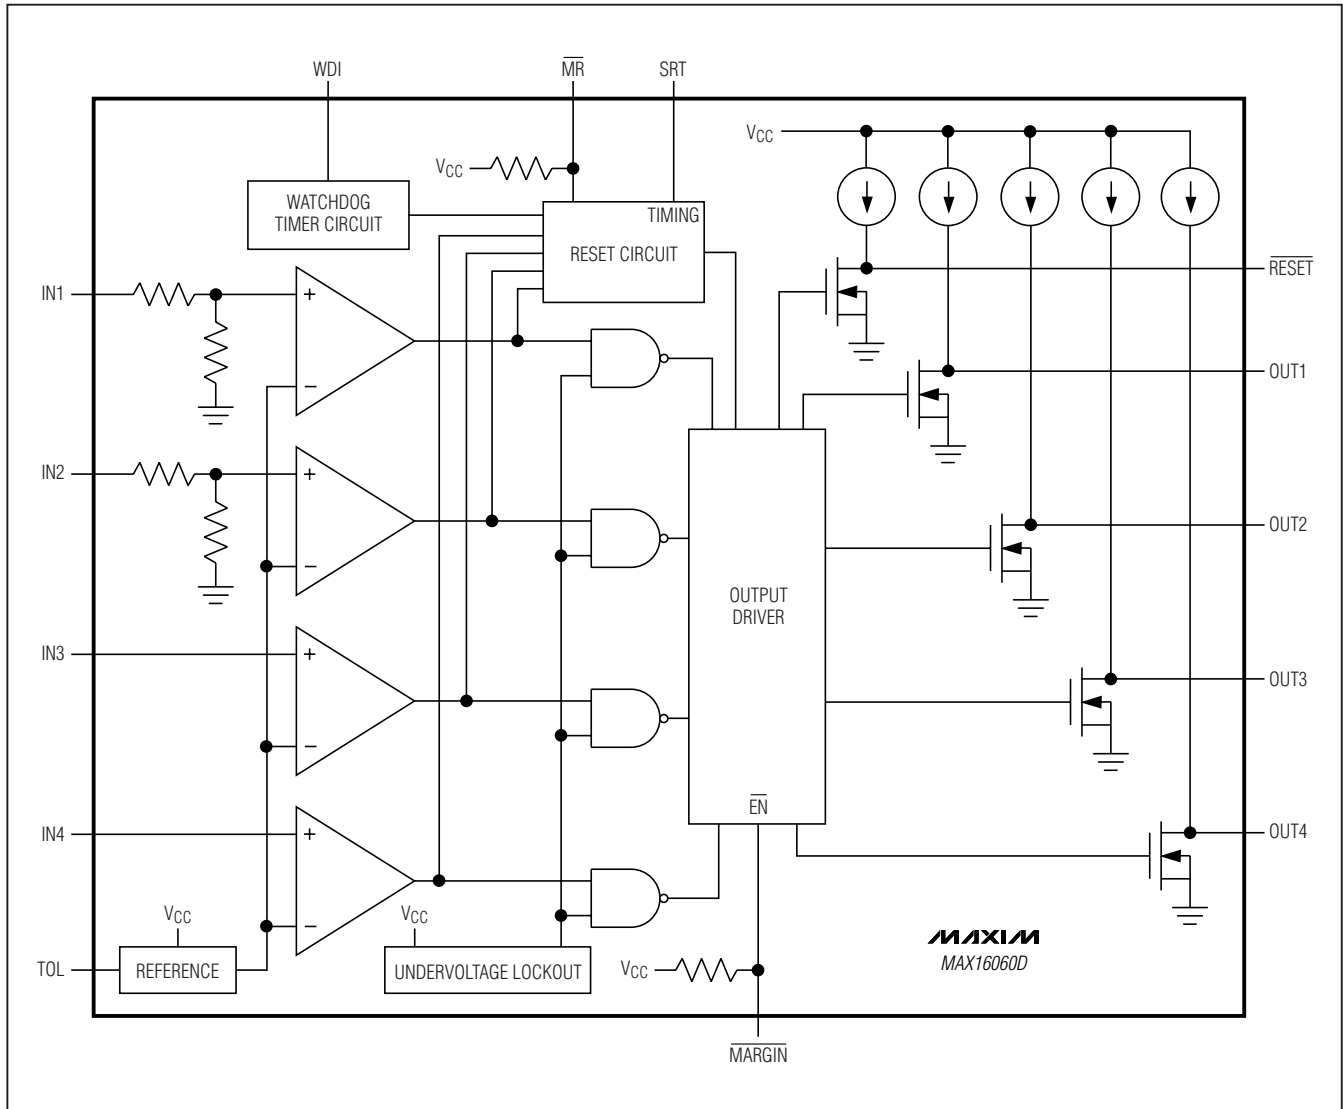 WDI
MR
SRT
VCC
VCC
WATCHDOG
TIMER CIRCUIT
TIMING
RESET CIRCUIT
RESET
IN1
+
−
OUT1
IN2
+
−
OUT2
OUTPUT
DRIVER
IN3
+
−
OUT3
EN
IN4
+
−
OUT4
VCC
VCC
MAXIM
MAX16060D
TOL
REFERENCE
UNDERVOLTAGE LOCKOUT
VCC
MARGIN